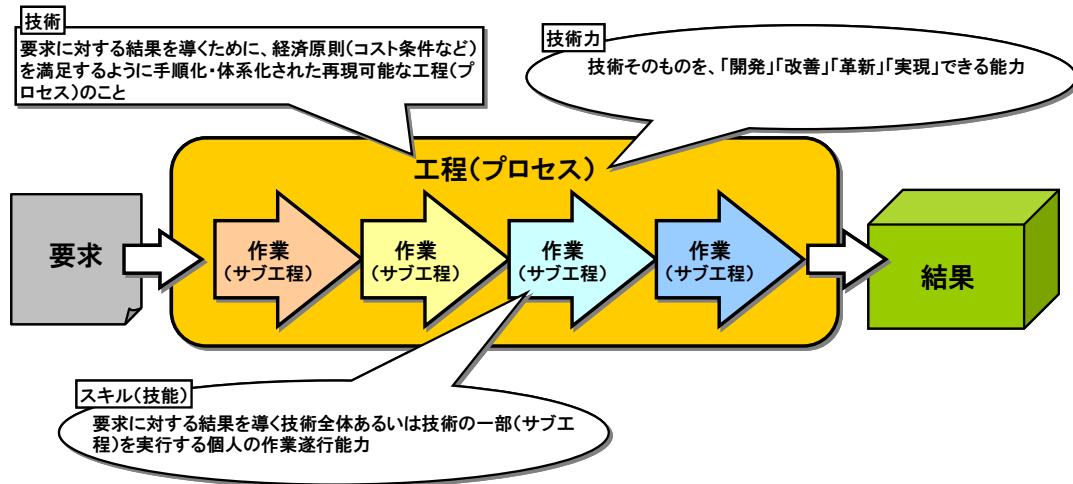 技術
要求に対する結果を導くために、経済原則(コスト条件など)
を満足するように手順化・体系化された再現可能な工程(プ
ロセス)のこと
技術力
技術そのものを、「開発」「改善」「革新」「実現」できる能力
工程(プロセス)
要求
作業
(サブ工程)
作業
(サブ工程)
作業
(サブ工程)
作業
(サブ工程)
結果
スキル(技能)
要求に対する結果を導く技術全体あるいは技術の一部(サブエ
程)を実行する個人の作業遂行能力